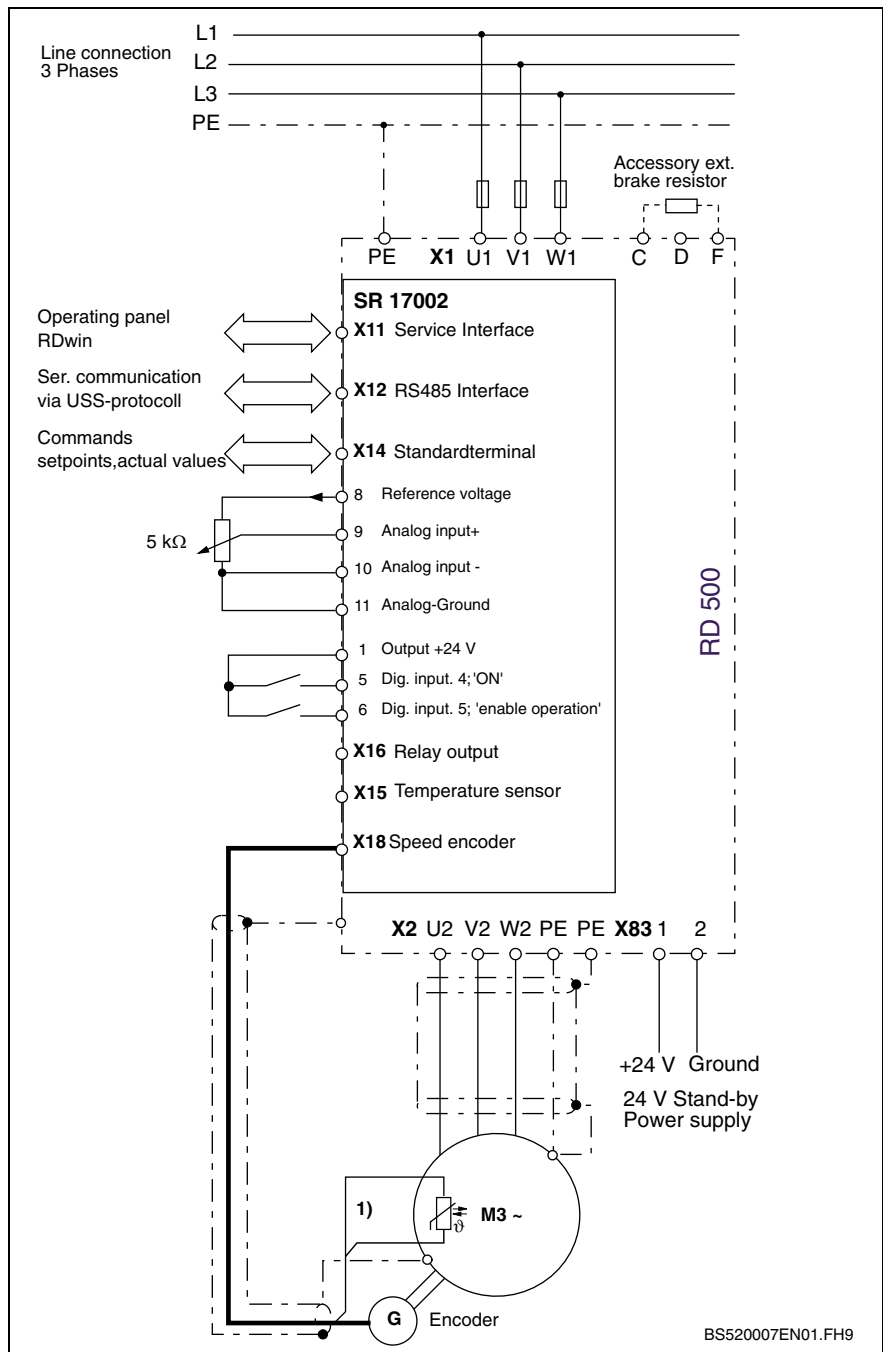 L1
Line connection
3 Phases
L2
L3
PE
Accessory ext.
brake resistor
PE X1 U1 V1 W1 C D F
SR 17002
Operating panel
RDwin
X11 Service Interface
Ser. communication
via USS-protocoll
X12 RS485 Interface
Commands
setpoints,actual values
X14 Standardterminal
8 Reference voltage
5 kΩ
9 Analog input+
10 Analog input -
11 Analog-Ground
RD 500
1 Output +24 V
5 Dig. input. 4;'ON'
6 Dig. input. 5; 'enable operation'
X16 Relay output
X15 Temperature sensor
X18 Speed encoder
X2 U2 V2 W2 PE PE X83 1 2
+24 V Ground
24 V Stand-by
Power supply
1)
M3 ~
ϑ
G Encoder
BS520007EN01.FH9